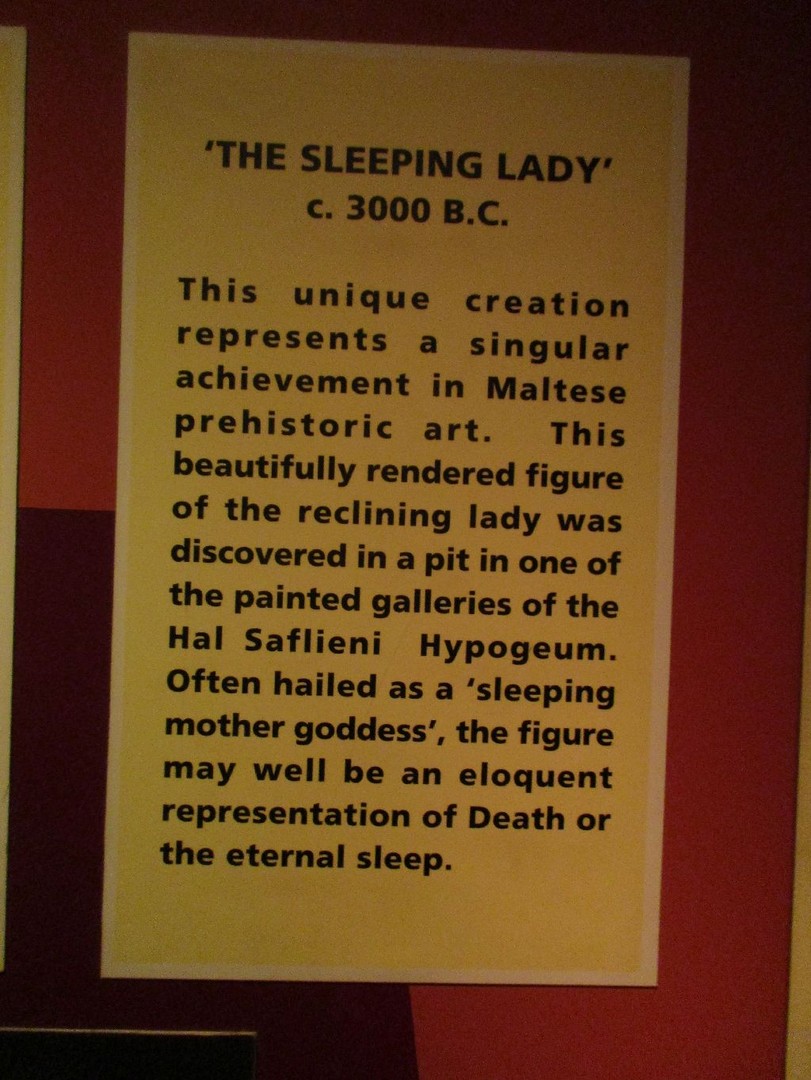 ‘THE SLEEPING LADY’
c. 3000 B.C.
This unique creation
represents a singular
achievement in Maltese
prehistoric art. This
beautifully rendered figure
of the reclining lady was
discovered in a pit in one of
the painted galleries of the
Hal Saflieni Hypogeum.
Often hailed as a ‘sleeping
mother goddess’, the figure
may well be an eloquent
representation of Death or
the eternal sleep.